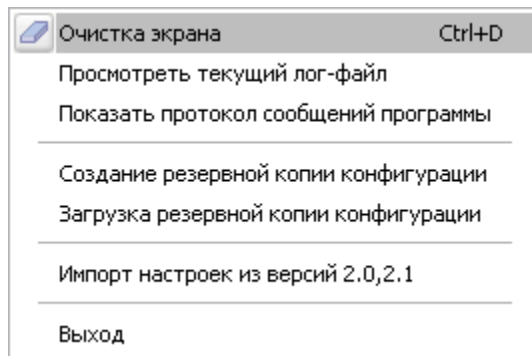 Очистка экрана Ctrl+D
Просмотреть текущий лог-файл
Показать протокол сообщений программы
Создание резервной копии конфигурации
Загрузка резервной копии конфигурации
Импорт настроек из версий 2.0,2.1
Выход